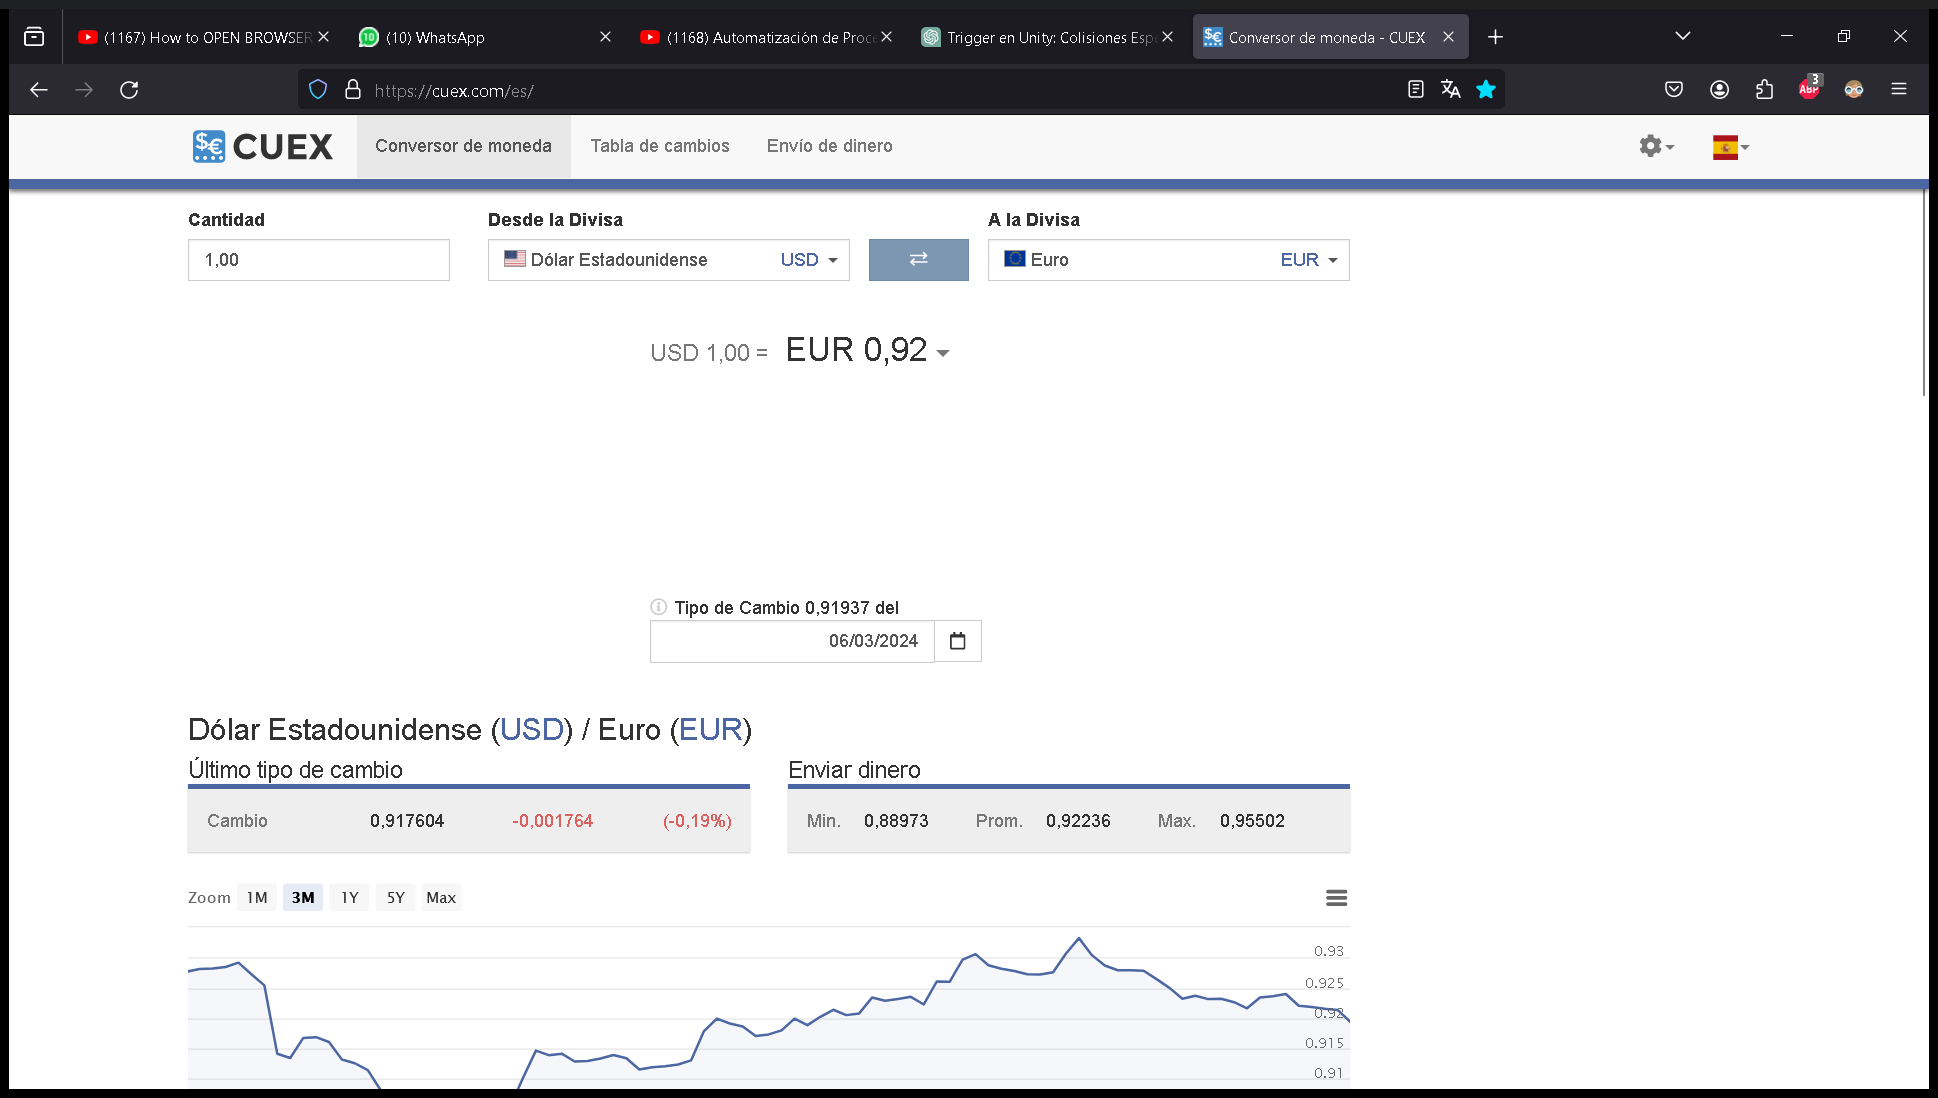 (1167) How to OPEN BROWSER
(10) WhatsApp
(1168) Automatización de Proc
Trigger en Unity: Colisiones Esp
Conversor de moneda - CUEX
https://cuex.com/es/
ABP
3
CUEX
Conversor de moneda
Tabla de cambios
Envío de dinero
Cantidad
Desde la Divisa
A la Divisa
1,00
Dólar Estadounidense
USD
Euro
EUR
USD 1,00 =
EUR 0,92
Tipo de Cambio 0,91937 del
06/03/2024
Dólar Estadounidense (USD) / Euro (EUR)
Último tipo de cambio
Enviar dinero
Cambio 0,917604 -0,001764 (-0,19%)
Min. 0,88973 Prom. 0,92236 Max. 0,95502
Zoom 1M 3M 1Y 5Y Max
0.93
0.925
0.92
0.915
0.91